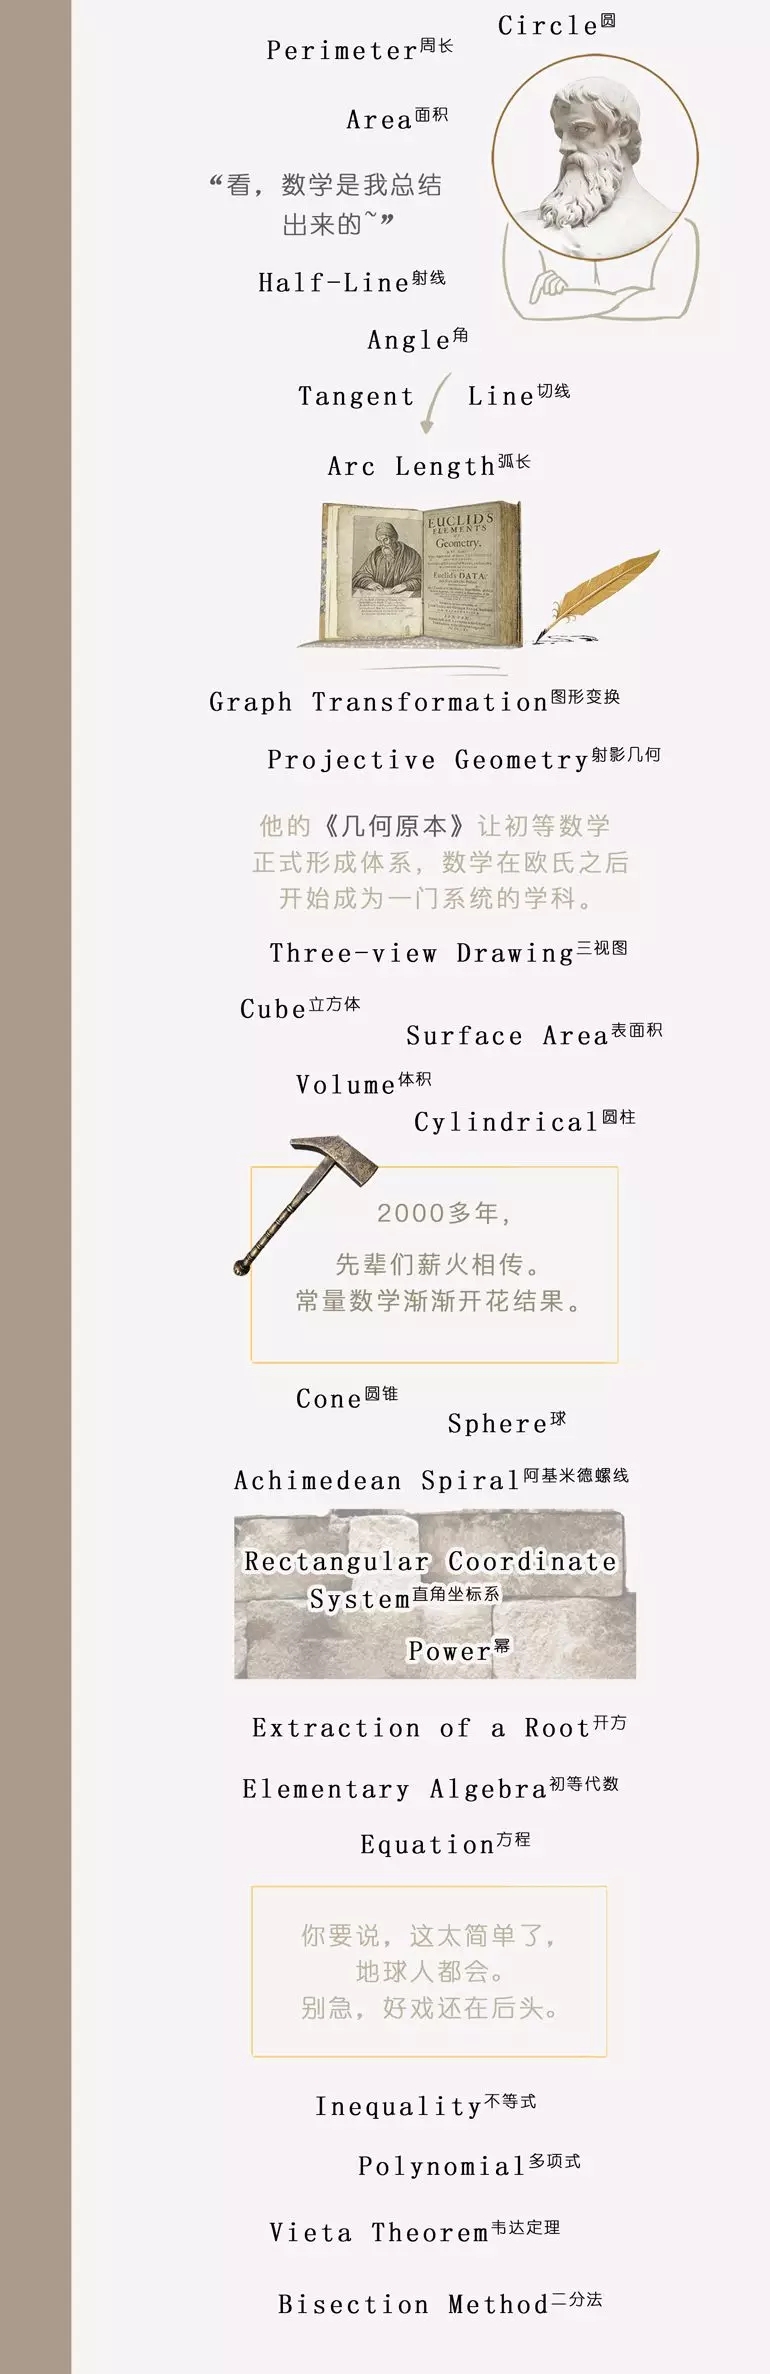 Circle圆
Perimeter周长
Area面积
“看，数学是我总结
出来的~”
Half-Line射线
Angle角
Tangent Line切线
Arc Length弧长
EUCLIDS
ELEMENTS
Geometry,
Euclid's DATA:
Graph Transformation图形变换
Projective Geometry射影几何
他的《几何原本》让初等数学
正式形成体系，数学在欧氏之后
开始成为一门系统的学科。
Three-view Drawing三视图
Cube立方体
Surface Area表面积
Volume体积
Cylindrical圆柱
2000多年，
先辈们薪火相传。
常量数学渐渐开花结果。
Cone圆锥
Sphere球
Achimedean Spiral阿基米德螺线
Rectangular Coordinate
System直角坐标系
Power幂
Extraction of a Root开方
Elementary Algebra初等代数
Equation方程
你要说，这太简单了，
地球人都会。
别急，好戏还在后头。
Inequality不等式
Polynomial多项式
Vieta Theorem韦达定理
Bisection Method二分法